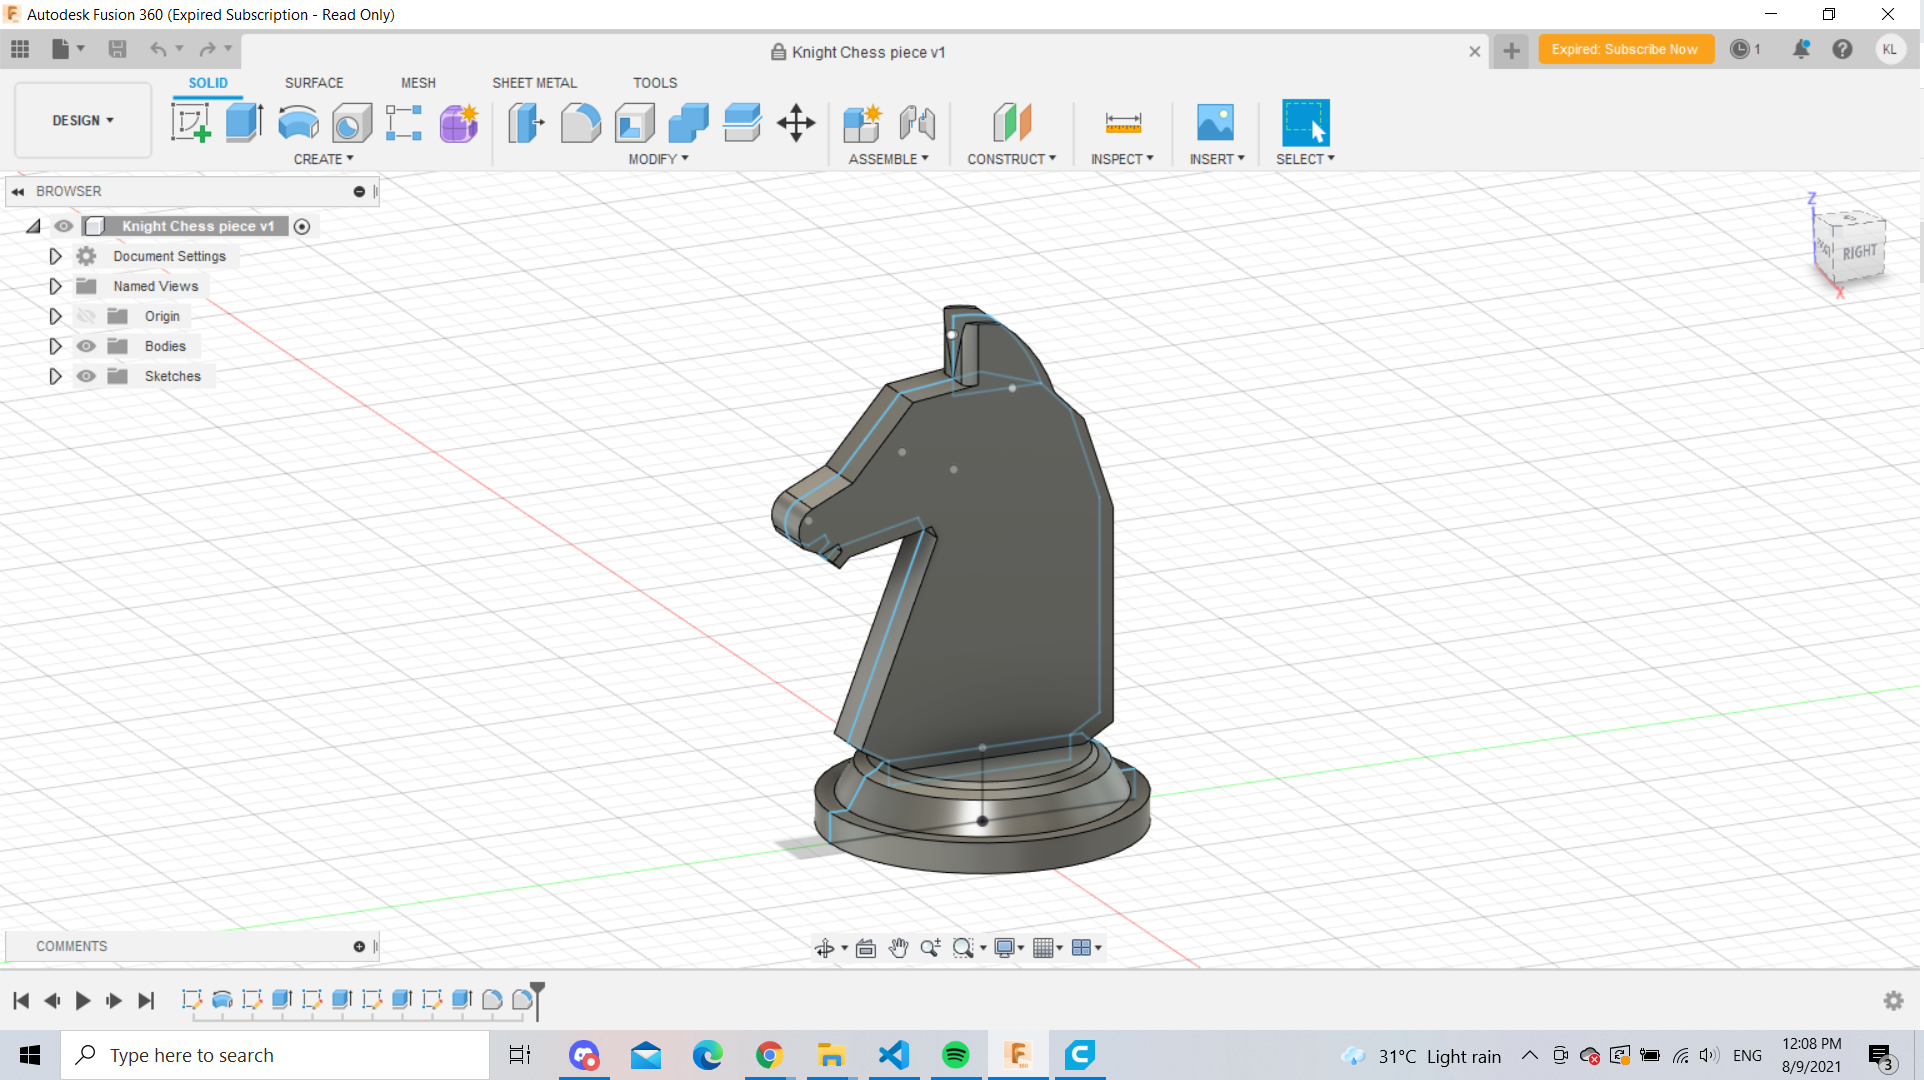 Autodesk Fusion 360 (Expired Subscription - Read Only)
Knight Chess piece v1
Expired: Subscribe Now
1
KL
SOLID SURFACE MESH SHEET METAL TOOLS
DESIGN
CREATE MODIFY ASSEMBLE CONSTRUCT INSPECT INSERT SELECT
BROWSER
Knight Chess piece v1
Document Settings
Named Views
Origin
Bodies
Sketches
Z
RIGHT
X
COMMENTS
Type here to search
31°C Light rain
ENG
12:08 PM
8/9/2021
3